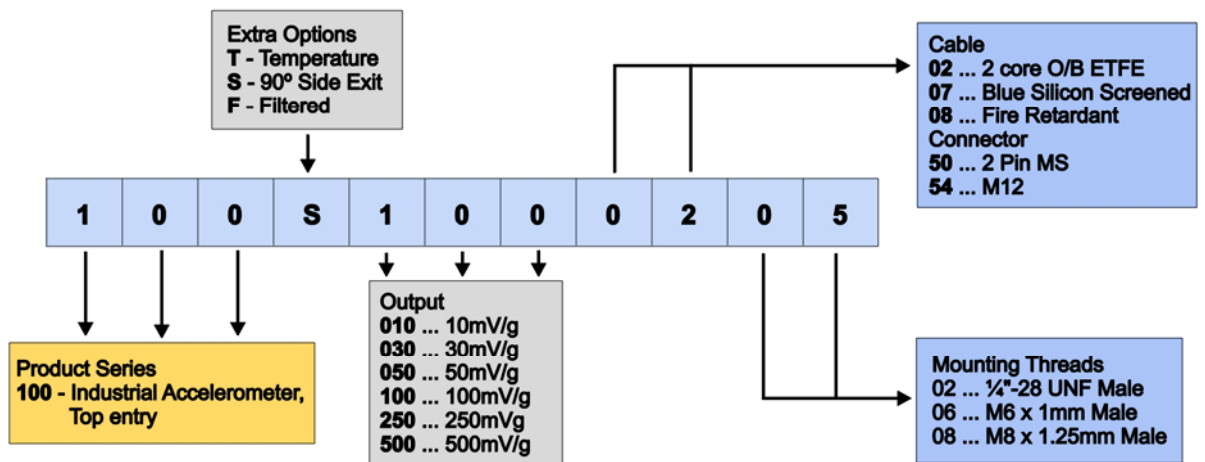 Extra Options
T - Temperature
S - 90º Side Exit
F - Filtered
Cable
02 ... 2 core O/B ETFE
07 ... Blue Silicon Screened
08 ... Fire Retardant
Connector
50 ... 2 Pin MS
54 ... M12
1 0 0 S 1 0 0 0 2 0 5
Product Series
100 - Industrial Accelerometer,
Top entry
Output
010 ... 10mV/g
030 ... 30mV/g
050 ... 50mV/g
100 ... 100mV/g
250 ... 250mVg
500 ... 500mV/g
Mounting Threads
02 ... ¼"-28 UNF Male
06 ... M6 x 1mm Male
08 ... M8 x 1.25mm Male